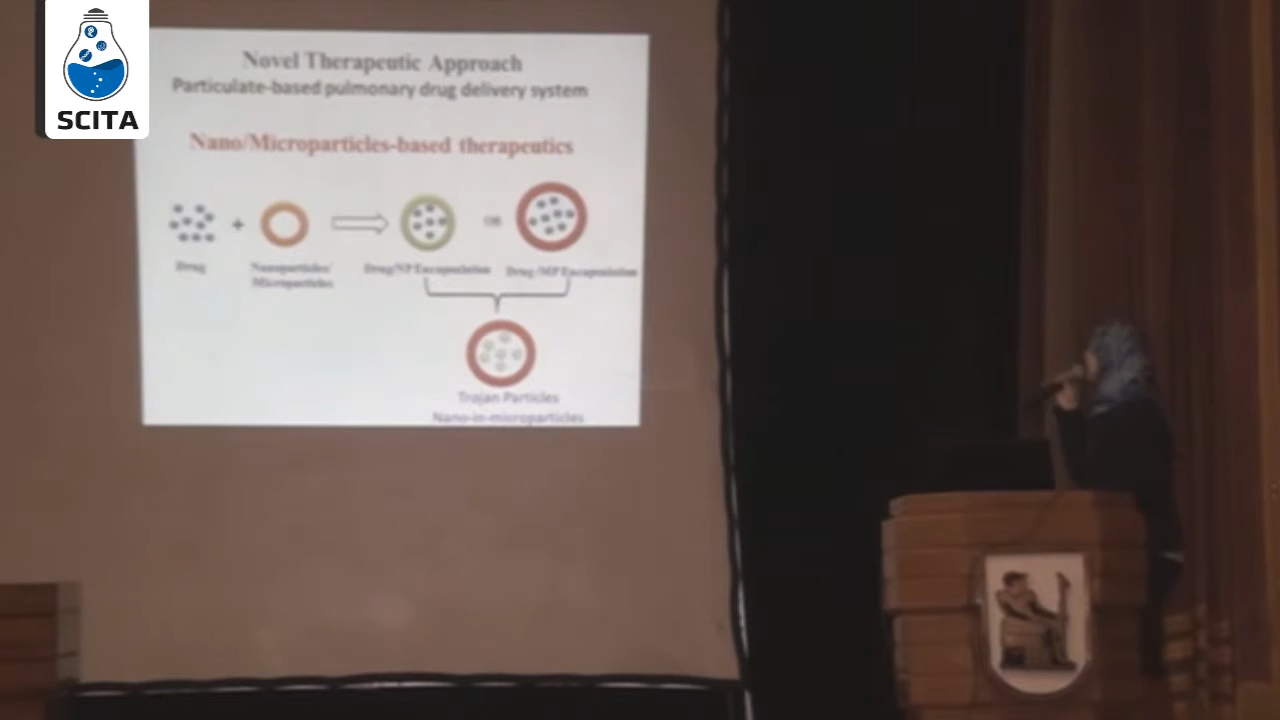 SCITA
Novel Therapeutic Approach
Particulate-based pulmonary drug delivery system
Nano/Microparticles-based therapeutics
+
OR
Drug
Nanoparticles/
Microparticles
Drug/NP Encapsulation
Drug /MP Encapsulation
Trojan Particles
Nano-in-microparticles